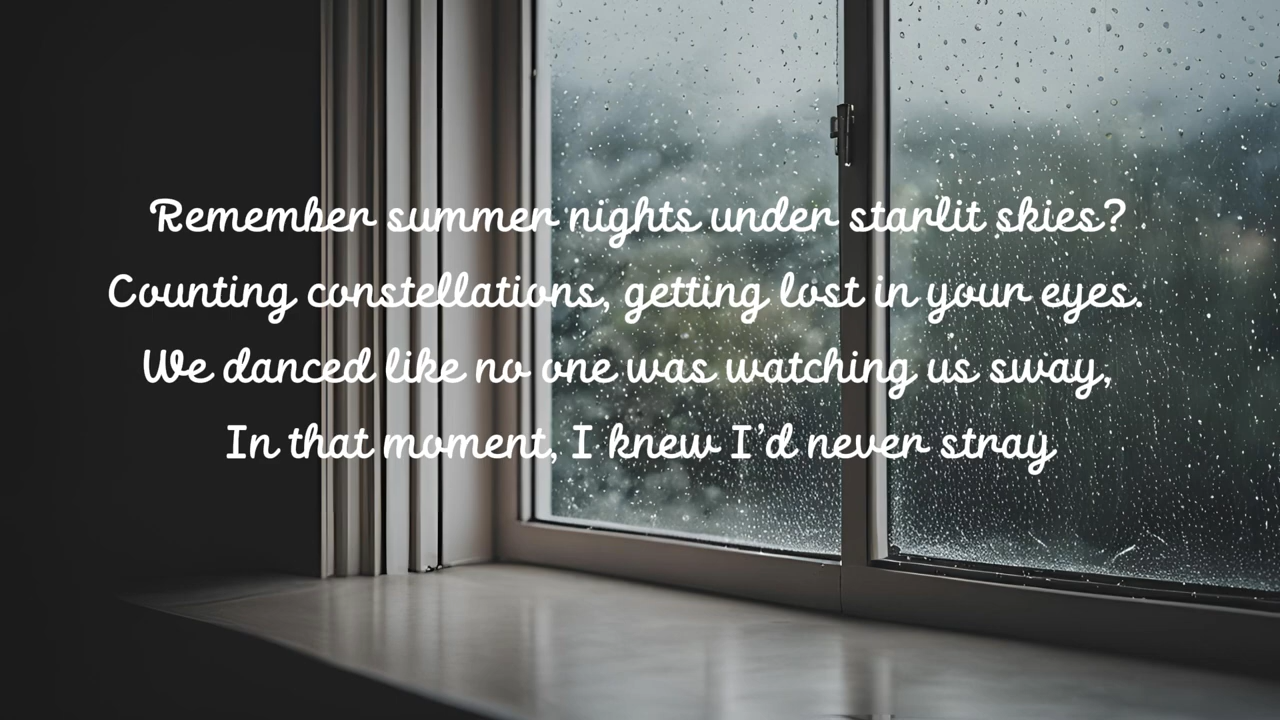 Remember summer nights under starlit skies?
Counting constellations, getting lost in your eyes.
We danced like no one was watching us sway,
In that moment, I knew I'd never stray